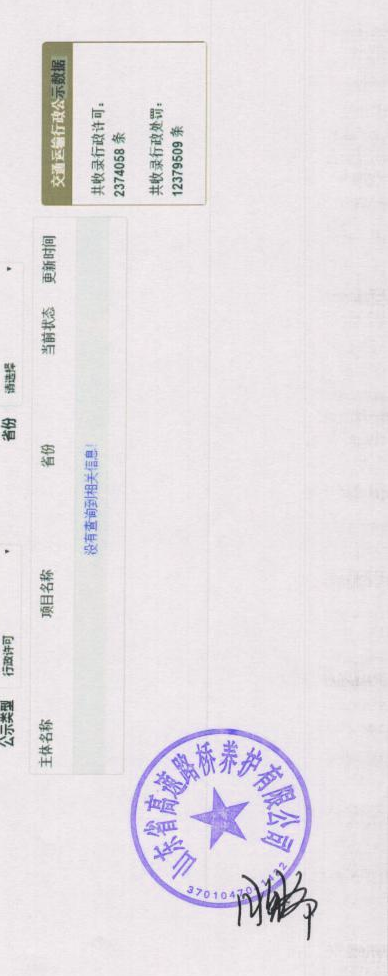 公示类型 行政许可 省份 请选择
主体名称 项目名称 省份 当前状态 更新时间
没有查询到相关信息!
交通运输行政公示数据
共收录行政许可:
2374058 条
共收录行政处罚:
12379509 条
山东省高速路桥养护有限公司